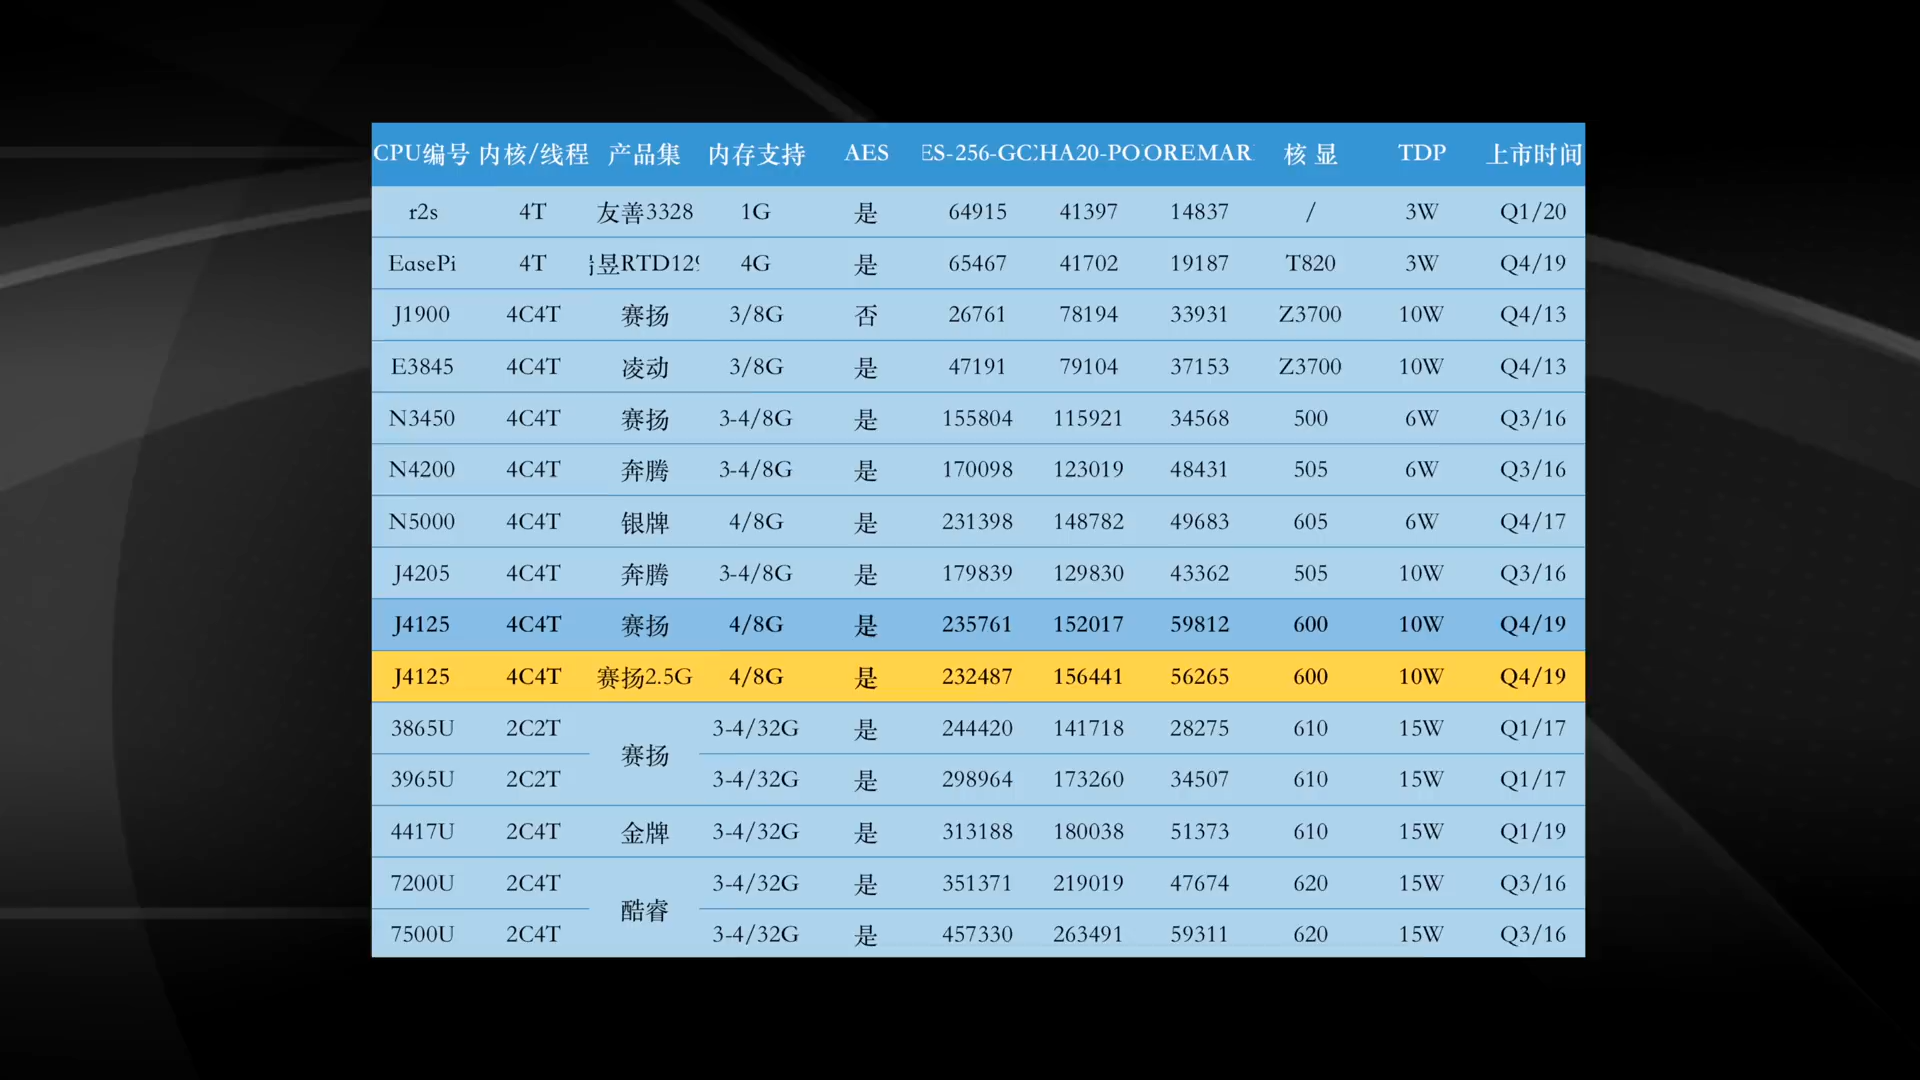 CPU编号 内核/线程 产品集 内存支持 AES ES-256-GC CHA20-PO OREMAR 核 显 TDP 上市时间
r2s 4T 友善3328 1G 是 64915 41397 14837 / 3W Q1/20
EasePi 4T 昱RTD129 4G 是 65467 41702 19187 T820 3W Q4/19
J1900 4C4T 赛扬 3/8G 否 26761 78194 33931 Z3700 10W Q4/13
E3845 4C4T 凌动 3/8G 是 47191 79104 37153 Z3700 10W Q4/13
N3450 4C4T 赛扬 3-4/8G 是 155804 115921 34568 500 6W Q3/16
N4200 4C4T 奔腾 3-4/8G 是 170098 123019 48431 505 6W Q3/16
N5000 4C4T 银牌 4/8G 是 231398 148782 49683 605 6W Q4/17
J4205 4C4T 奔腾 3-4/8G 是 179839 129830 43362 505 10W Q3/16
J4125 4C4T 赛扬 4/8G 是 235761 152017 59812 600 10W Q4/19
J4125 4C4T 赛扬2.5G 4/8G 是 232487 156441 56265 600 10W Q4/19
3865U 2C2T 赛扬 3-4/32G 是 244420 141718 28275 610 15W Q1/17
3965U 2C2T 3-4/32G 是 298964 173260 34507 610 15W Q1/17
4417U 2C4T 金牌 3-4/32G 是 313188 180038 51373 610 15W Q1/19
7200U 2C4T 酷睿 3-4/32G 是 351371 219019 47674 620 15W Q3/16
7500U 2C4T 3-4/32G 是 457330 263491 59311 620 15W Q3/16